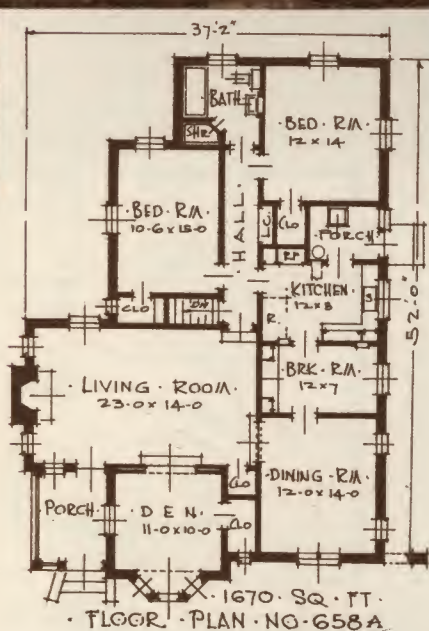 37'-2"
BATH
SHR
BED · RM
12 x 14
BED · RM
10-6 x 15-0
HALL
L.C.
CLO
PORCH
KITCHEN
12 x 8
S
R.
CLO
DN
52'-0"
BRK · RM
12 x 7
LIVING · ROOM
23-0 x 14-0
DINING · RM
12-0 x 14-0
CLO
PORCH
DEN
11-0 x 10-0
CLO
· 1670 · SQ · FT ·
· FLOOR · PLAN · NO · 658A